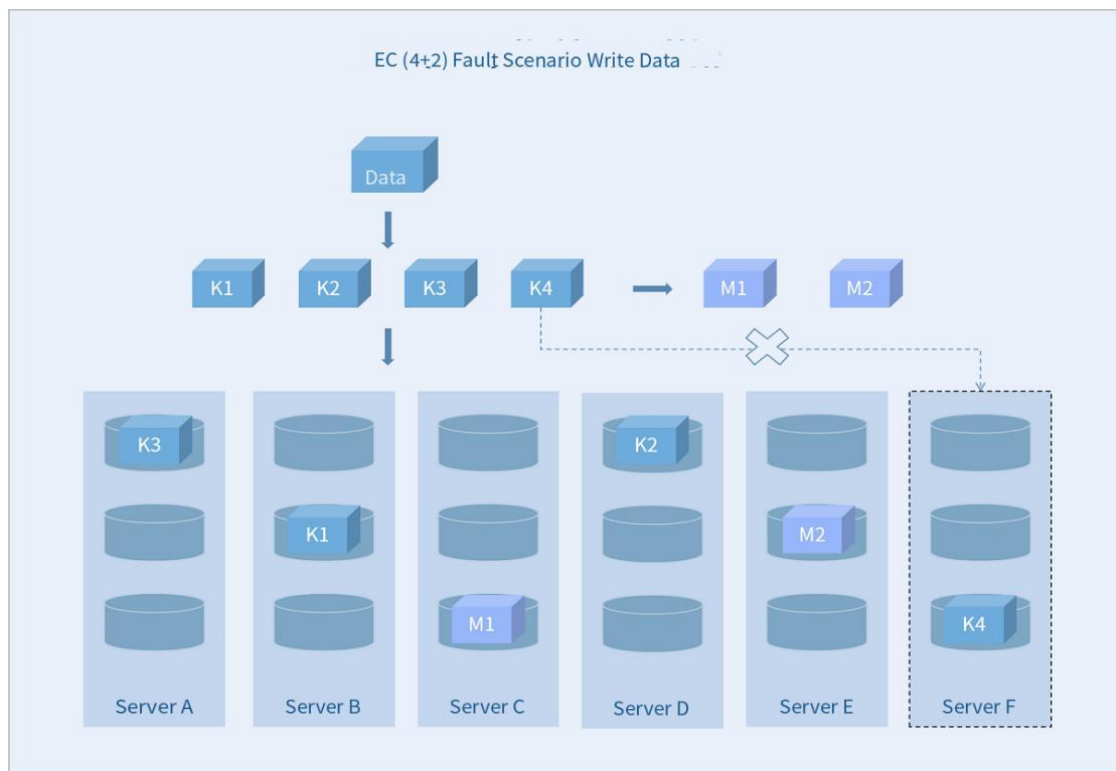 EC (4+2) Fault Scenario Write Data
Data
K1 K2 K3 K4 M1 M2
K3 K2
K1 M2
M1 K4
Server A Server B Server C Server D Server E Server F